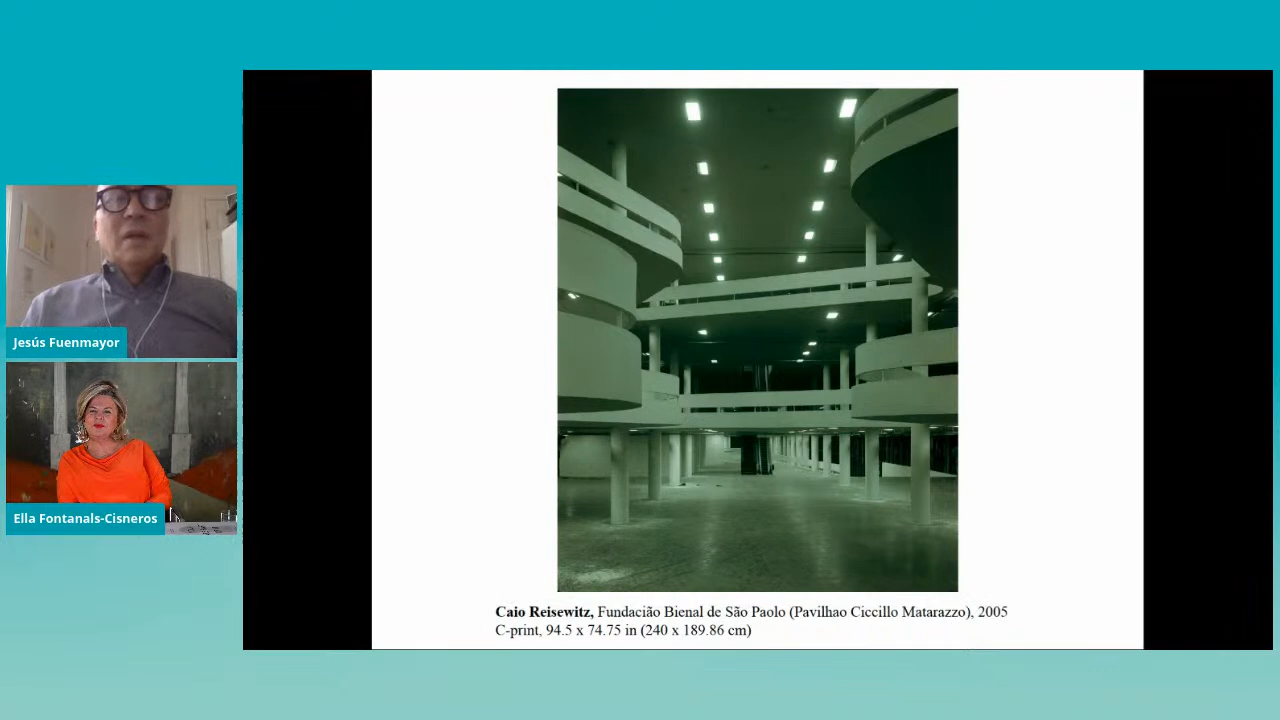 Jesús Fuenmayor
Ella Fontanals-Cisneros
Caio Reisewitz, Fundacião Bienal de São Paolo (Pavilhao Ciccillo Matarazzo), 2005
C-print, 94.5 x 74.75 in (240 x 189.86 cm)